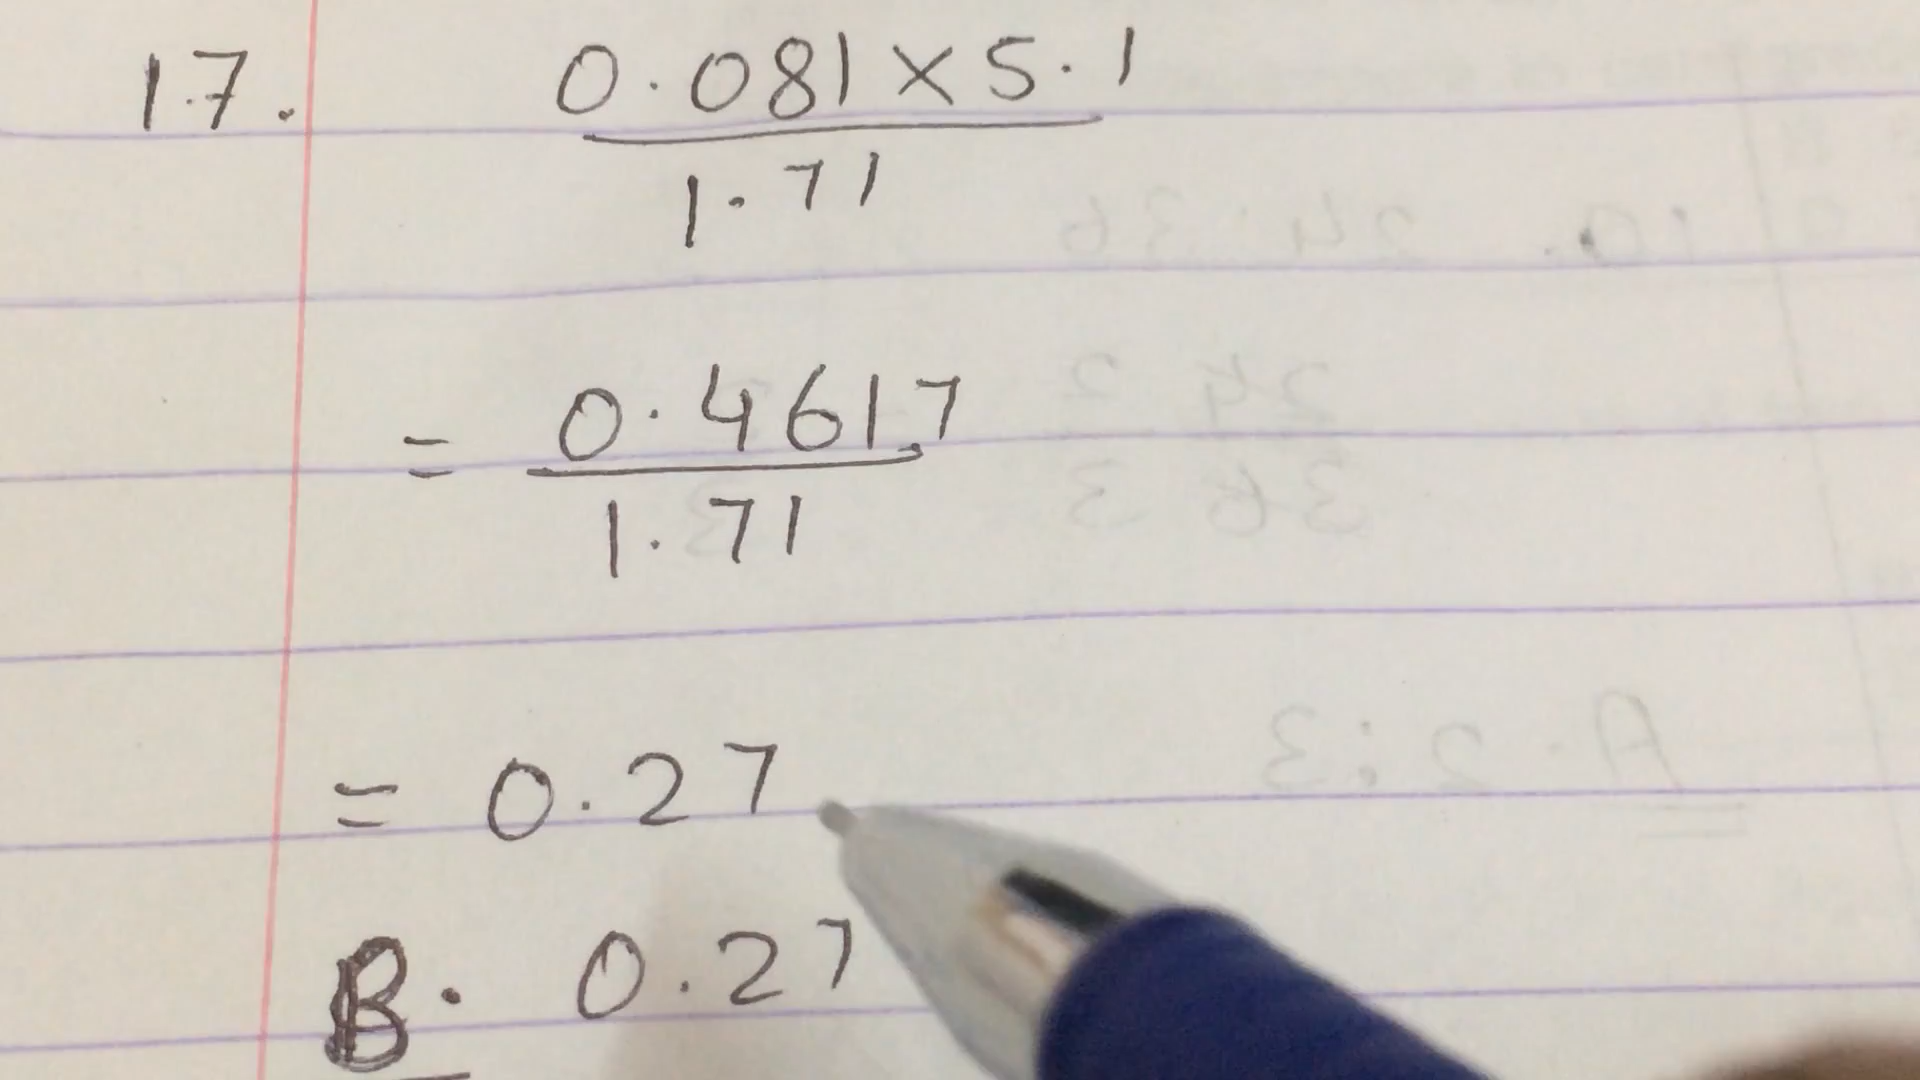 17. 0.081 × 5.1
1.71
= 0.4617
1.71
= 0.27
B. 0.27